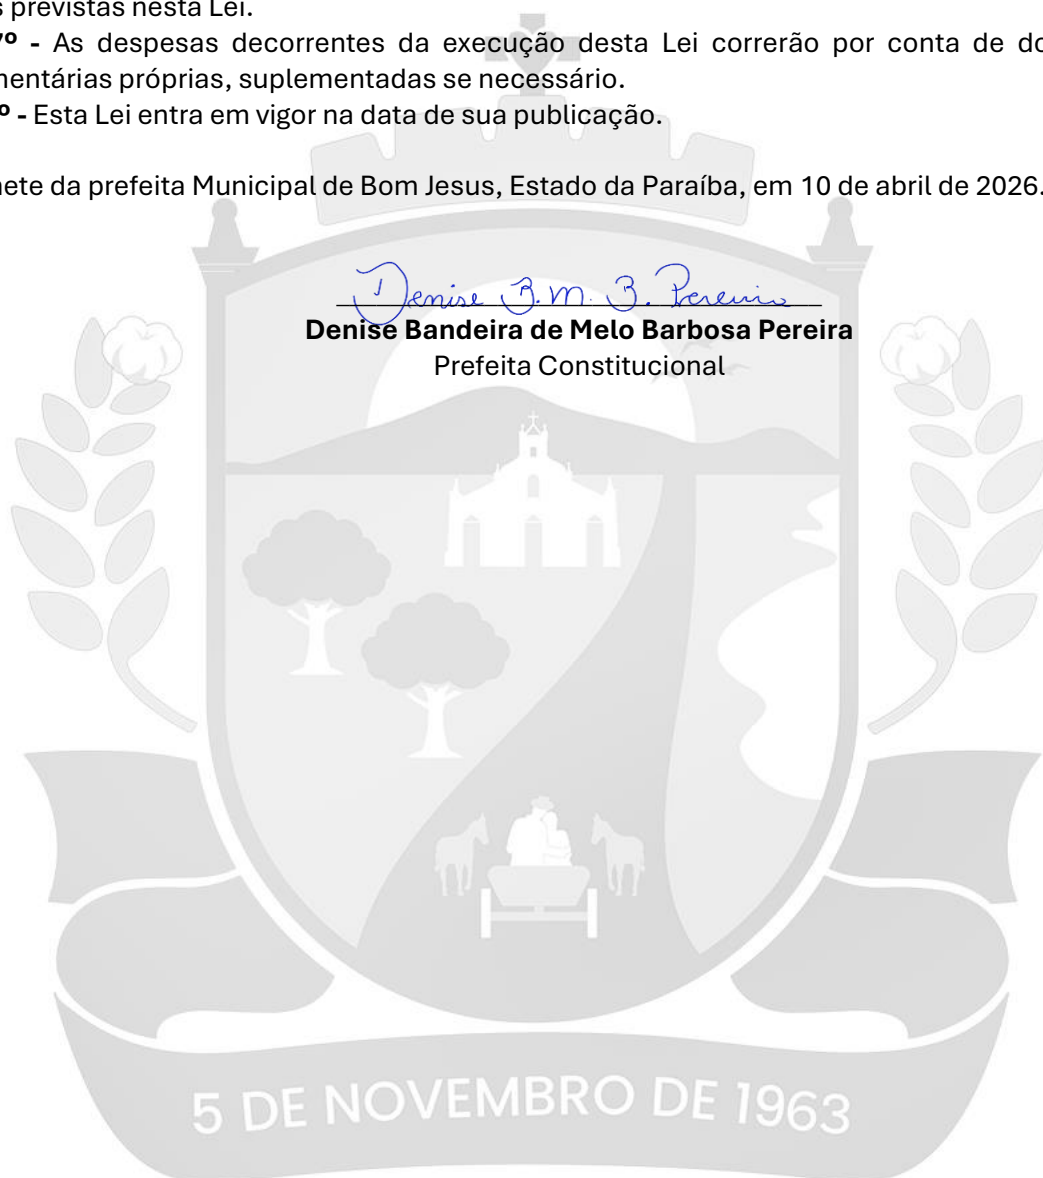 s previstas nesta Lei.
7º - As despesas decorrentes da execução desta Lei correrão por conta de do
nentárias próprias, suplementadas se necessário.
º - Esta Lei entra em vigor na data de sua publicação.
nete da prefeita Municipal de Bom Jesus, Estado da Paraíba, em 10 de abril de 2026.
Denise B. M. B. Pereira
Denise Bandeira de Melo Barbosa Pereira
Prefeita Constitucional
5 DE NOVEMBRO DE 1963